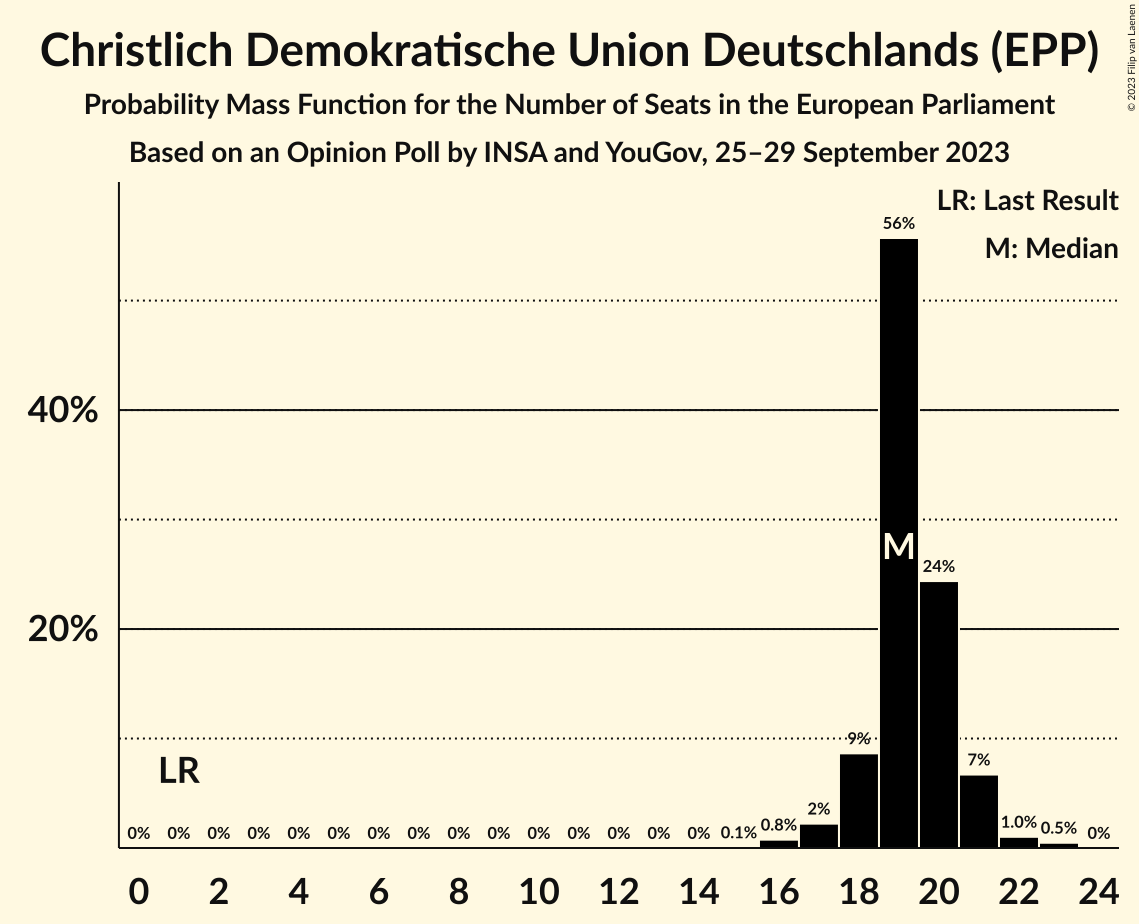 Christlich Demokratische Union Deutschlands (EPP)
Probability Mass Function for the Number of Seats in the European Parliament
Based on an Opinion Poll by INSA and YouGov, 25–29 September 2023
© 2023 Filip van Laenen
LR: Last Result
M: Median
56%
40%
M
24%
20%
9%
7%
LR
2%
0% 0% 0% 0% 0% 0% 0% 0% 0% 0% 0% 0% 0% 0% 0% 0.1% 0.8% 1.0% 0.5% 0%
0 2 4 6 8 10 12 14 16 18 20 22 24